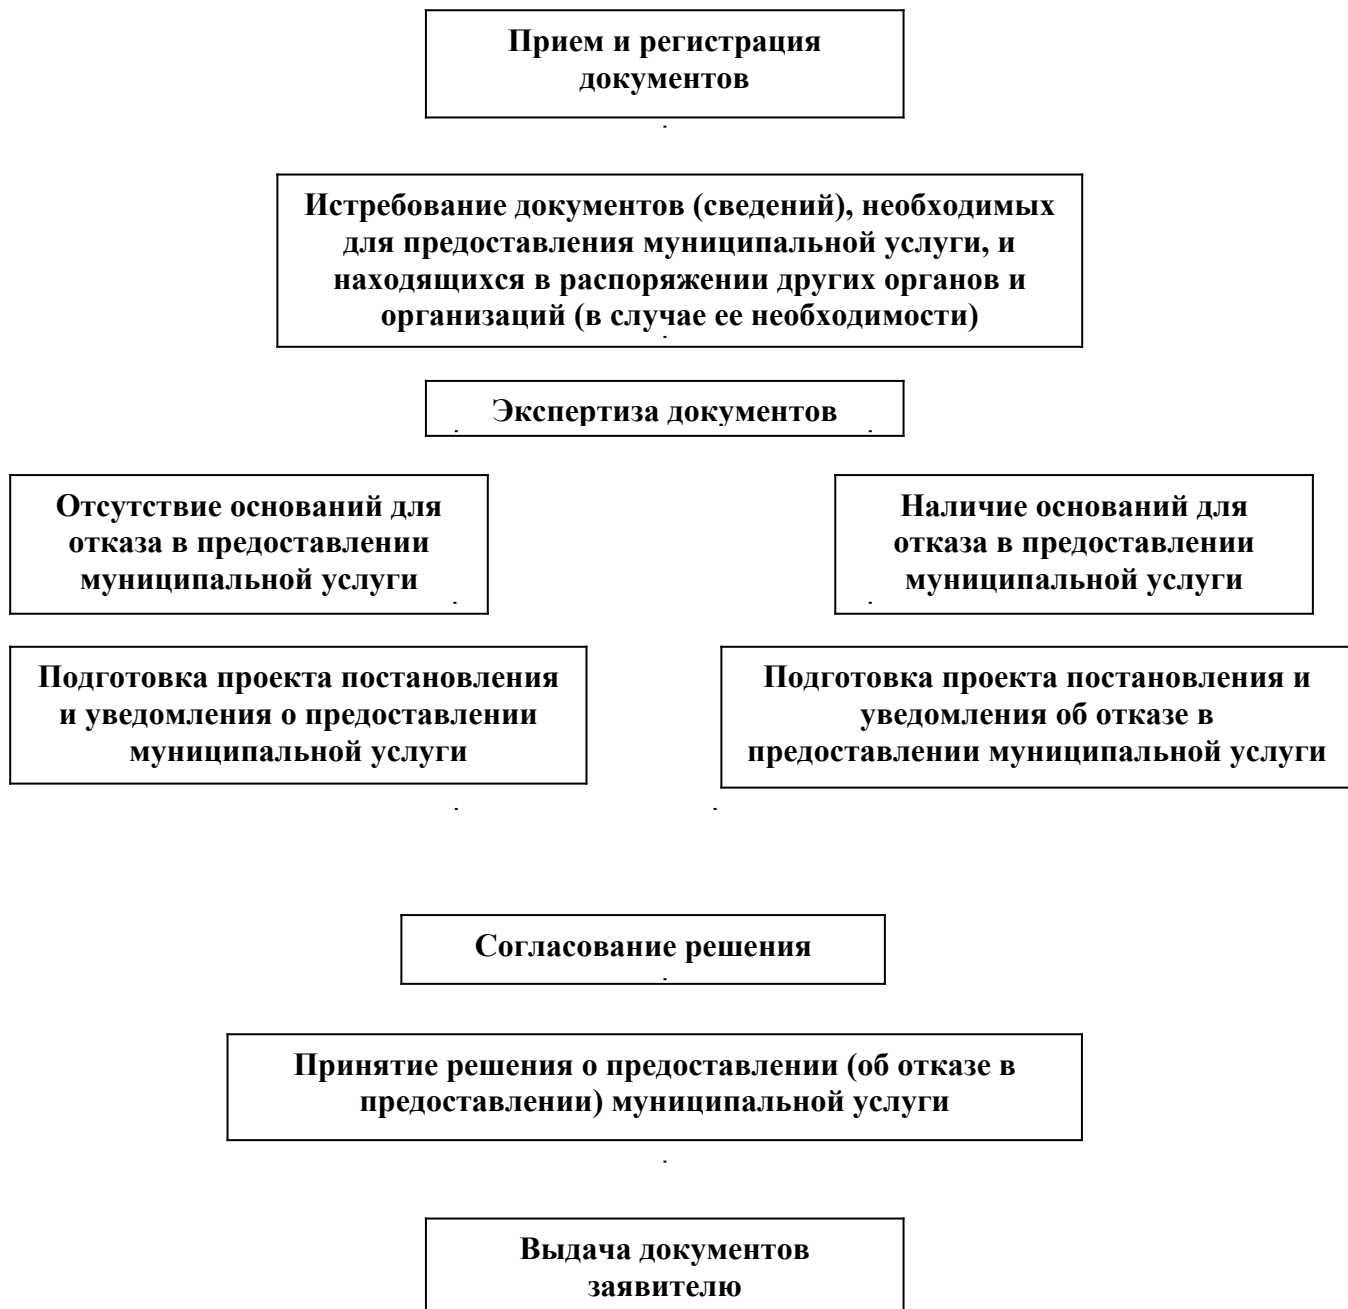 Прием и регистрация
документов
Истребование документов (сведений), необходимых
для предоставления муниципальной услуги, и
находящихся в распоряжении других органов и
организаций (в случае ее необходимости)
Экспертиза документов
Отсутствие оснований для
отказа в предоставлении
муниципальной услуги
Наличие оснований для
отказа в предоставлении
муниципальной услуги
Подготовка проекта постановления
и уведомления о предоставлении
муниципальной услуги
Подготовка проекта постановления и
уведомления об отказе в
предоставлении муниципальной услуги
Согласование решения
Принятие решения о предоставлении (об отказе в
предоставлении) муниципальной услуги
Выдача документов
заявителю